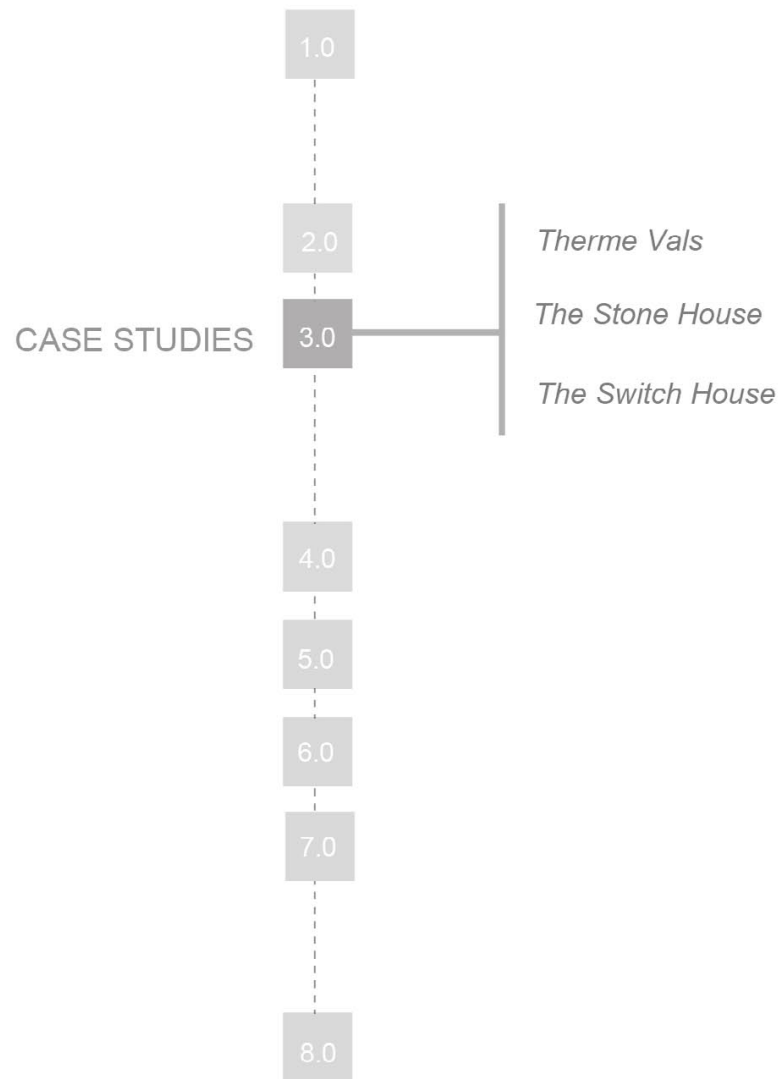 1.0
2.0
Therme Vals
CASE STUDIES
3.0
The Stone House
The Switch House
4.0
5.0
6.0
7.0
8.0